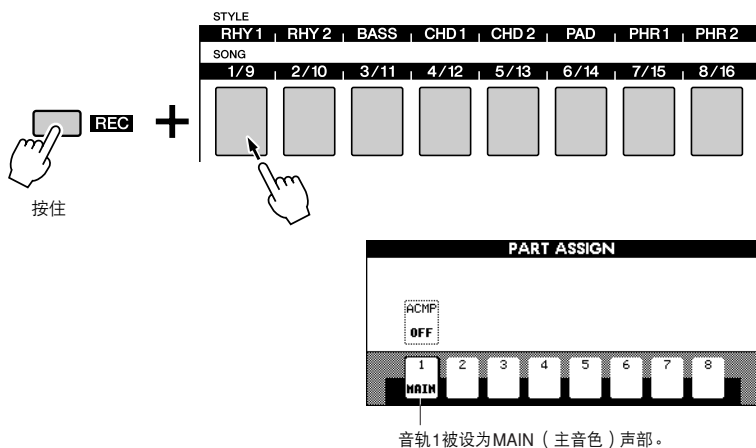 STYLE
RHY 1 RHY 2 BASS CHD 1 CHD 2 PAD PHR 1 PHR 2
SONG
1/9 2/10 3/11 4/12 5/13 6/14 7/15 8/16
REC +
按住
PART ASSIGN
ACMP
OFF
1 2 3 4 5 6 7 8
MAIN
音轨1被设为MAIN（主音色）声部。